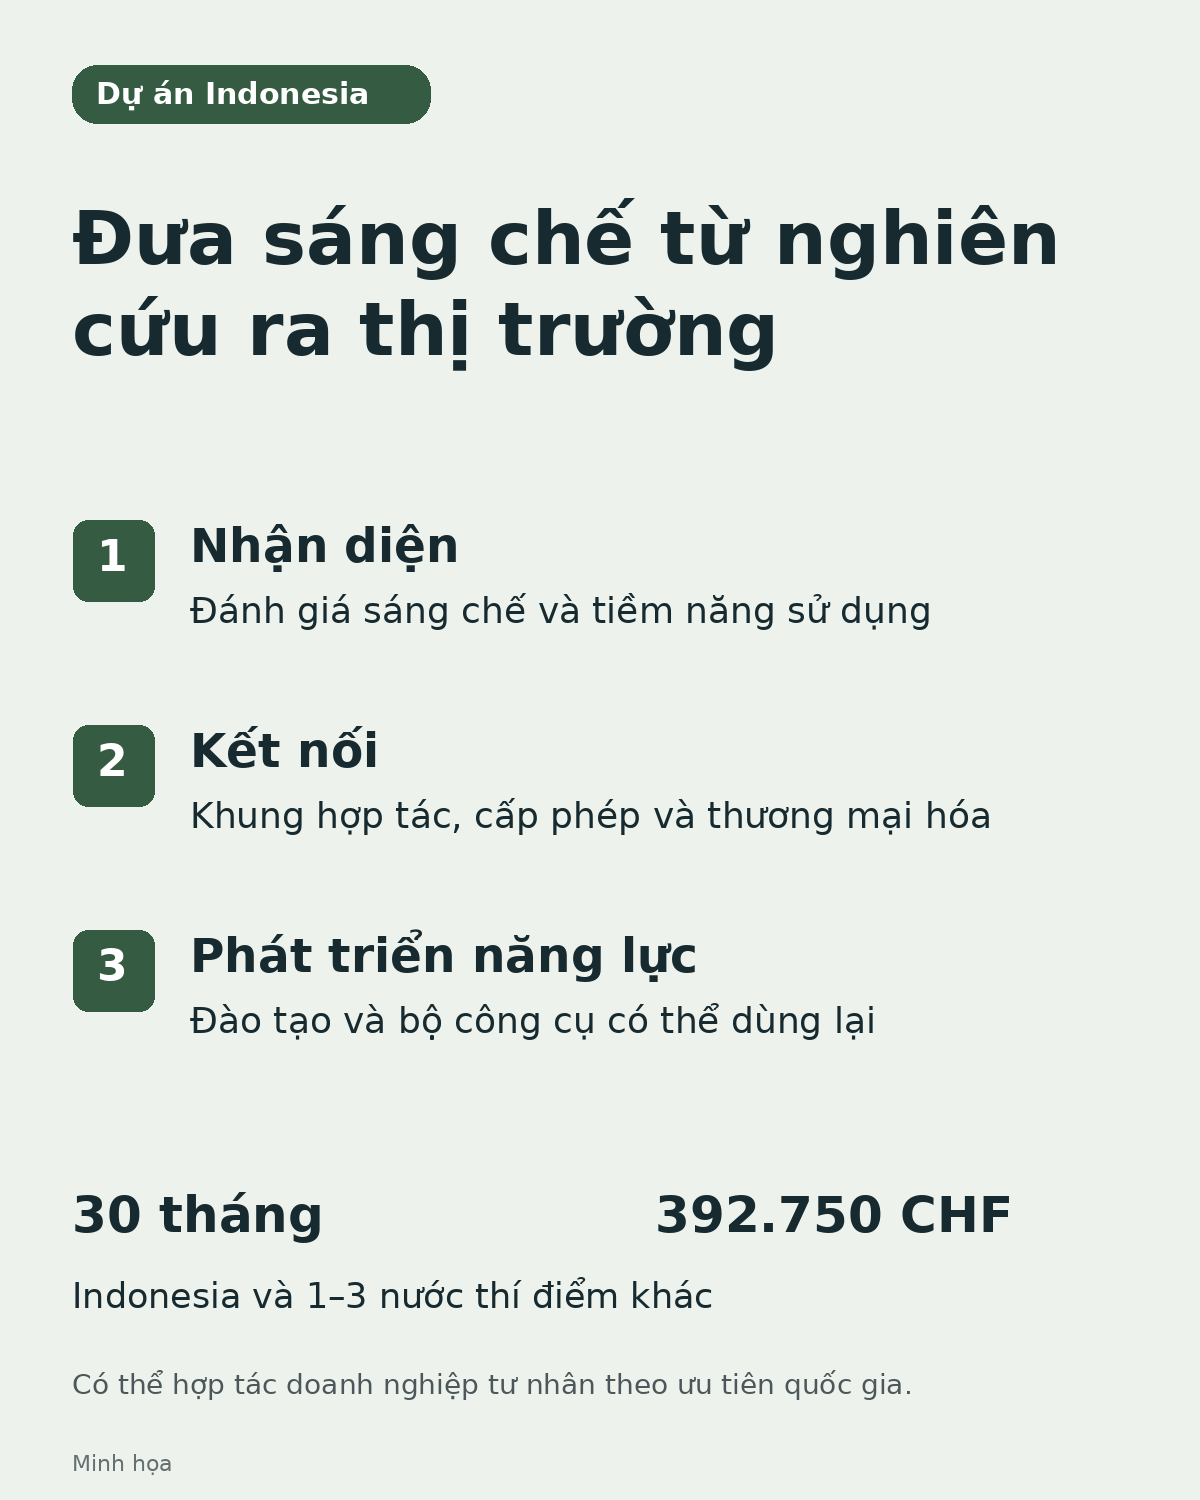 Dự án Indonesia
Đưa sáng chế từ nghiên
cứu ra thị trường
1
Nhận diện
Đánh giá sáng chế và tiềm năng sử dụng
2
Kết nối
Khung hợp tác, cấp phép và thương mại hóa
3
Phát triển năng lực
Đào tạo và bộ công cụ có thể dùng lại
30 tháng
392.750 CHF
Indonesia và 1–3 nước thí điểm khác
Có thể hợp tác doanh nghiệp tư nhân theo ưu tiên quốc gia.
Minh họa